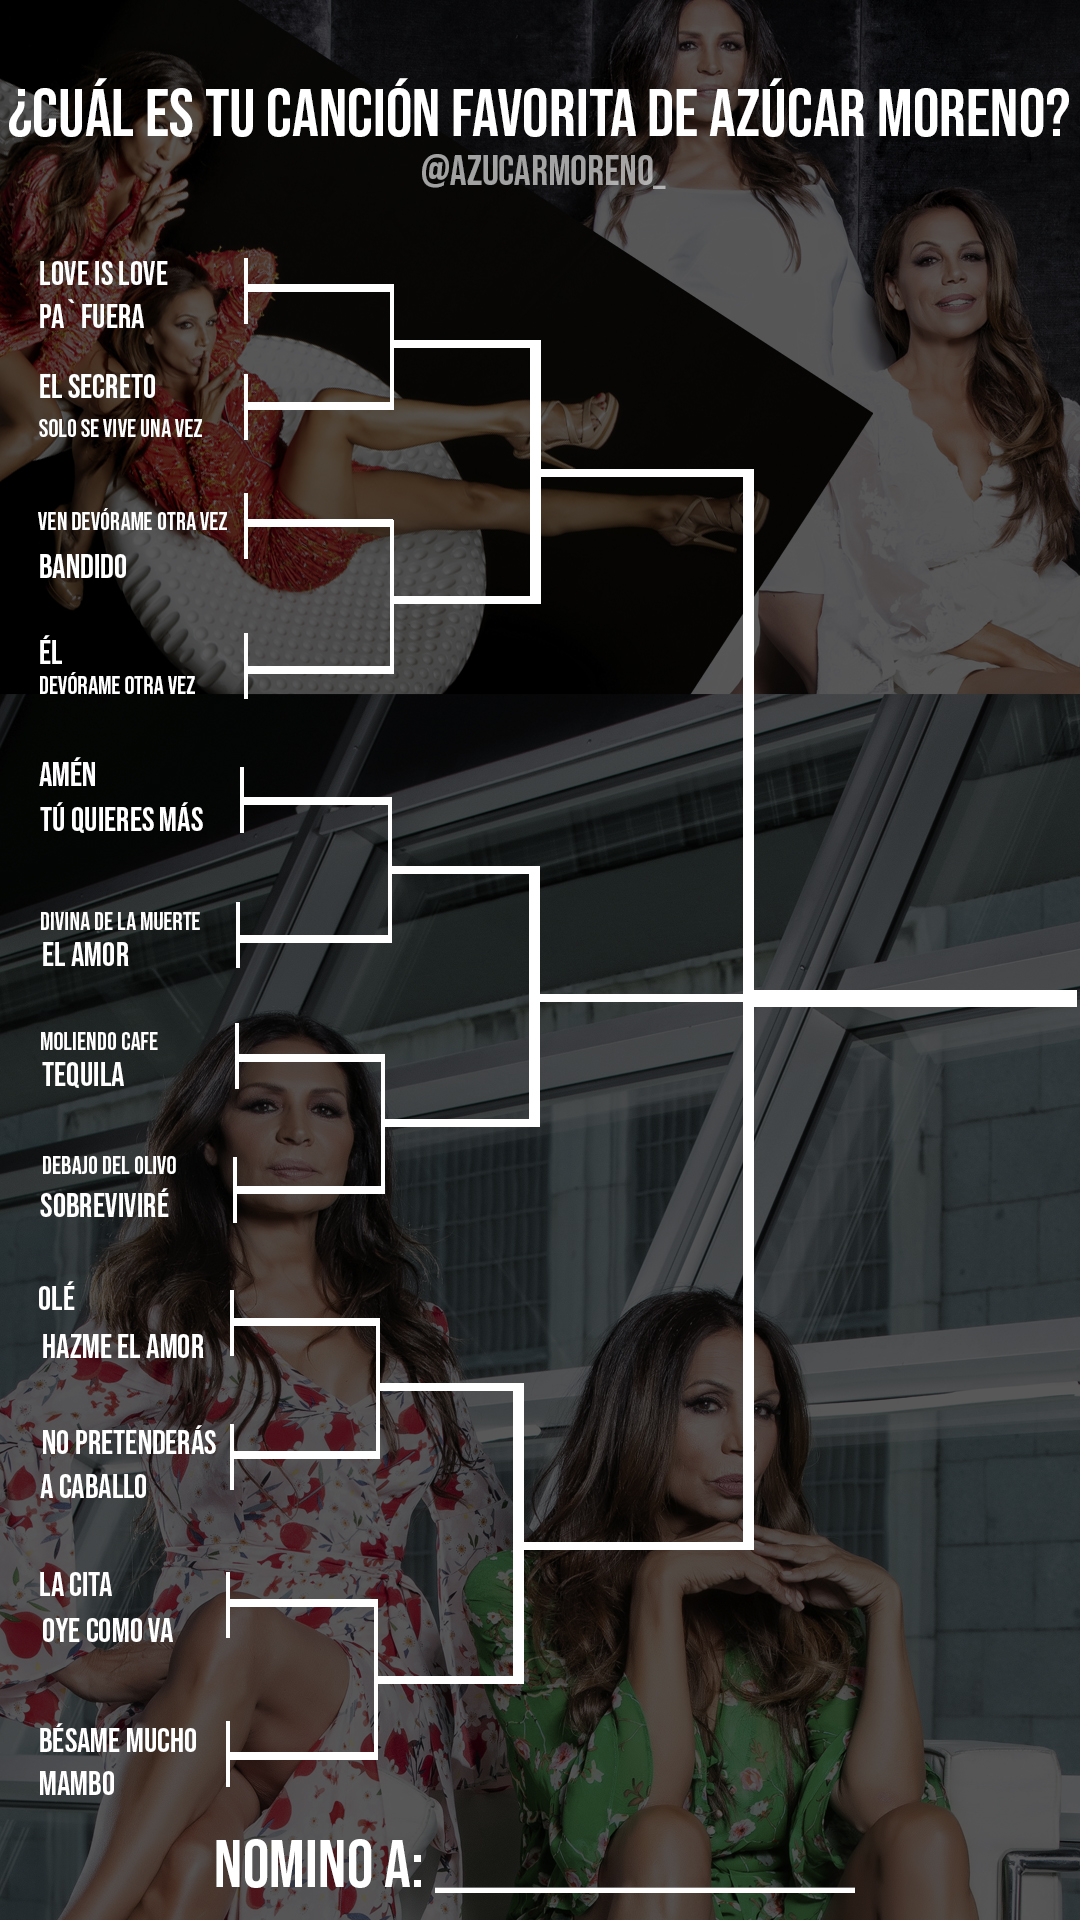 ¿CUÁL ES TU CANCIÓN FAVORITA DE AZÚCAR MORENO?
@AZUCARMORENO_
LOVE IS LOVE
PA` FUERA
EL SECRETO
SOLO SE VIVE UNA VEZ
VEN DEVÓRAME OTRA VEZ
BANDIDO
ÉL
DEVÓRAME OTRA VEZ
AMÉN
TÚ QUIERES MÁS
DIVINA DE LA MUERTE
EL AMOR
MOLIENDO CAFE
TEQUILA
DEBAJO DEL OLIVO
SOBREVIVIRÉ
OLÉ
HAZME EL AMOR
NO PRETENDERÁS
A CABALLO
LA CITA
OYE COMO VA
BÉSAME MUCHO
MAMBO
NOMINO A: